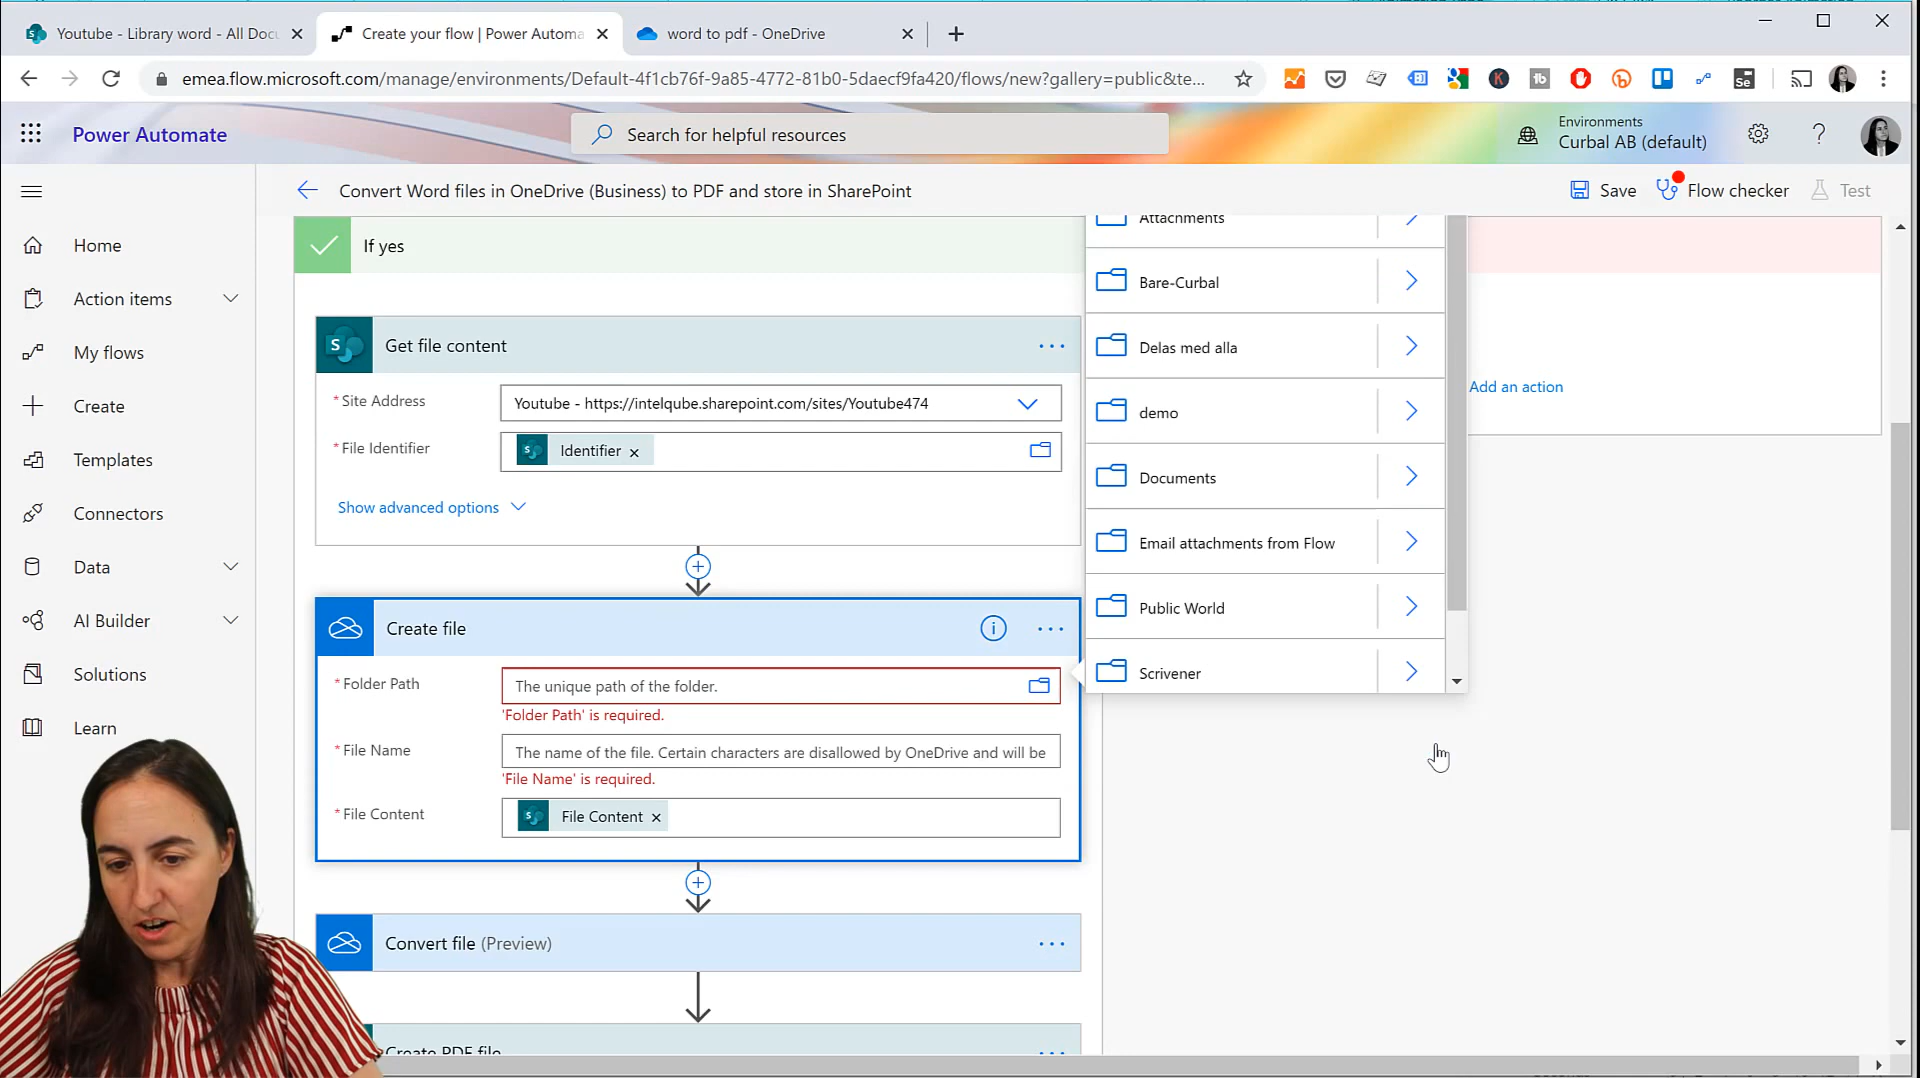 Youtube - Library word - All Docu
Create your flow | Power Automa
word to pdf - OneDrive
emea.flow.microsoft.com/manage/environments/Default-4f1cb76f-9a85-4772-81b0-5daecf9fa420/flows/new?gallery=public&te...
Power Automate
Search for helpful resources
Environments
Curbal AB (default)
Convert Word files in OneDrive (Business) to PDF and store in SharePoint
Save
Flow checker
Test
Home
Action items
My flows
Create
Templates
Connectors
Data
AI Builder
Solutions
Learn
If yes
Get file content
* Site Address
Youtube - https://intelqube.sharepoint.com/sites/Youtube474
* File Identifier
Identifier ×
Show advanced options
Create file
* Folder Path
The unique path of the folder.
'Folder Path' is required.
* File Name
The name of the file. Certain characters are disallowed by OneDrive and will be
'File Name' is required.
* File Content
File Content ×
Convert file (Preview)
Create PDF file
Attachments
Bare-Curbal
Delas med alla
demo
Documents
Email attachments from Flow
Public World
Scrivener
Add an action